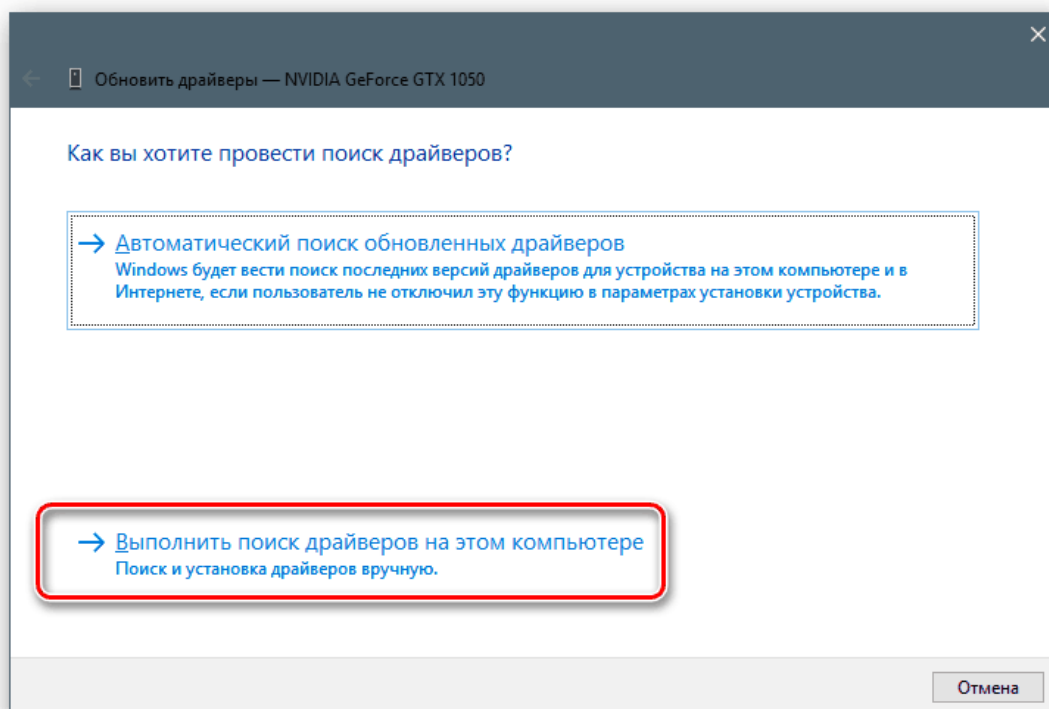 Обновить драйверы — NVIDIA GeForce GTX 1050
Как вы хотите провести поиск драйверов?
Автоматический поиск обновленных драйверов
Windows будет вести поиск последних версий драйверов для устройства на этом компьютере и в
Интернете, если пользователь не отключил эту функцию в параметрах установки устройства.
Выполнить поиск драйверов на этом компьютере
Поиск и установка драйверов вручную.
Отмена